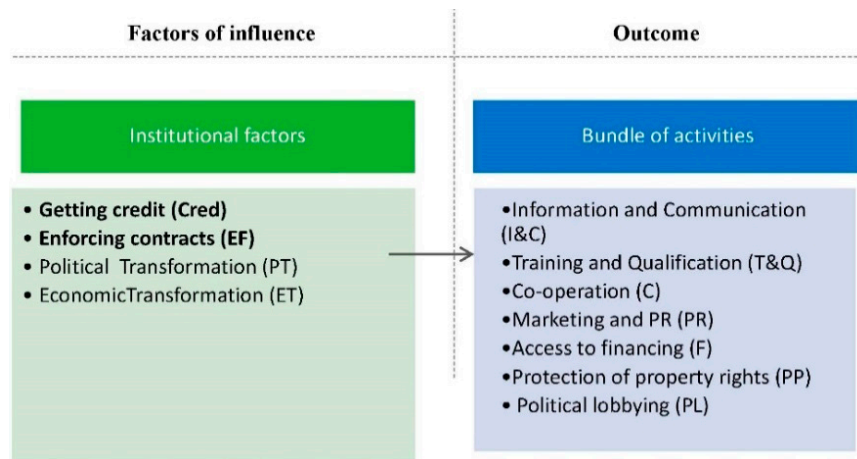 Factors of influence
Outcome
Institutional factors
Bundle of activities
• Getting credit (Cred)
• Enforcing contracts (EF)
• Political Transformation (PT)
• EconomicTransformation (ET)
•Information and Communication
(I&C)
•Training and Qualification (T&Q)
•Co-operation (C)
•Marketing and PR (PR)
•Access to financing (F)
•Protection of property rights (PP)
• Political lobbying (PL)